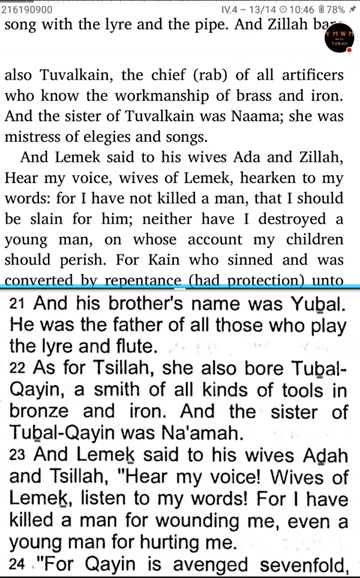 216190900 IV.4 – 13/14 10:46 78%
song with the lyre and the pipe. And Zillah bare
YMWM
TORAH
also Tuvalkain, the chief (rab) of all artificers
who know the workmanship of brass and iron.
And the sister of Tuvalkain was Naama; she was
mistress of elegies and songs.
And Lemek said to his wives Ada and Zillah,
Hear my voice, wives of Lemek, hearken to my
words: for I have not killed a man, that I should
be slain for him; neither have I destroyed a
young man, on whose account my children
should perish. For Kain who sinned and was
converted by repentance (had protection) unto
21 And his brother's name was Yuḇal.
He was the father of all those who play
the lyre and flute.
22 As for Tsillah, she also bore Tuḇal-
Qayin, a smith of all kinds of tools in
bronze and iron. And the sister of
Tuḇal-Qayin was Na'amah.
23 And Lemeḵ said to his wives Aḏah
and Tsillah, "Hear my voice! Wives of
Lemeḵ, listen to my words! For I have
killed a man for wounding me, even a
young man for hurting me.
24 "For Qayin is avenged sevenfold,